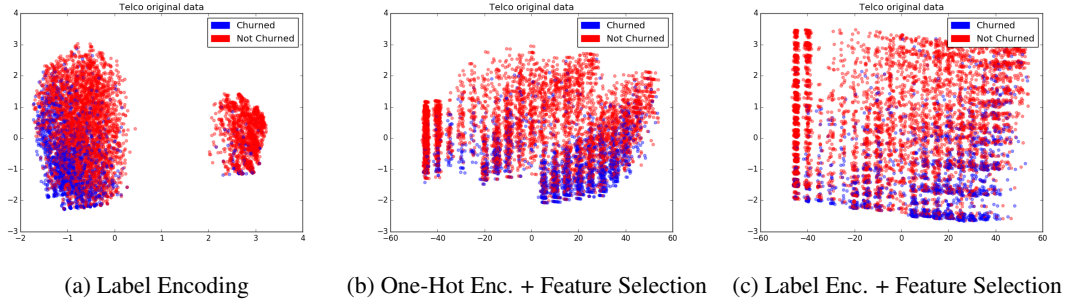 Telco original data
Churned
Not Churned
4
3
2
1
0
−1
−2
−3
−2 −1 0 1 2 3 4
(a) Label Encoding
Telco original data
Churned
Not Churned
4
3
2
1
0
−1
−2
−3
−60 −40 −20 0 20 40 60
(b) One-Hot Enc. + Feature Selection
Telco original data
Churned
Not Churned
4
3
2
1
0
−1
−2
−3
−60 −40 −20 0 20 40 60
(c) Label Enc. + Feature Selection